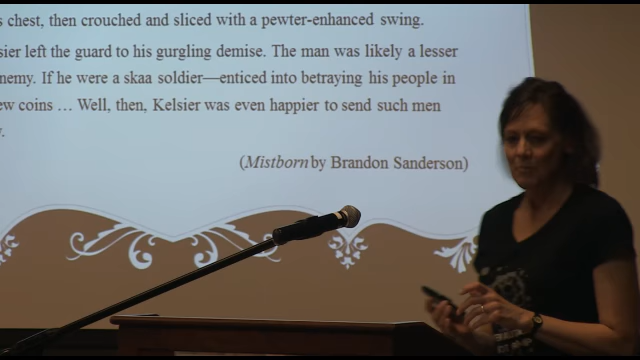 chest, then crouched and sliced with a pewter-enhanced swing.
sier left the guard to his gurgling demise. The man was likely a lesser
nemy. If he were a skaa soldier—enticed into betraying his people in
ew coins … Well, then, Kelsier was even happier to send such men
(Mistborn by Brandon Sanderson)